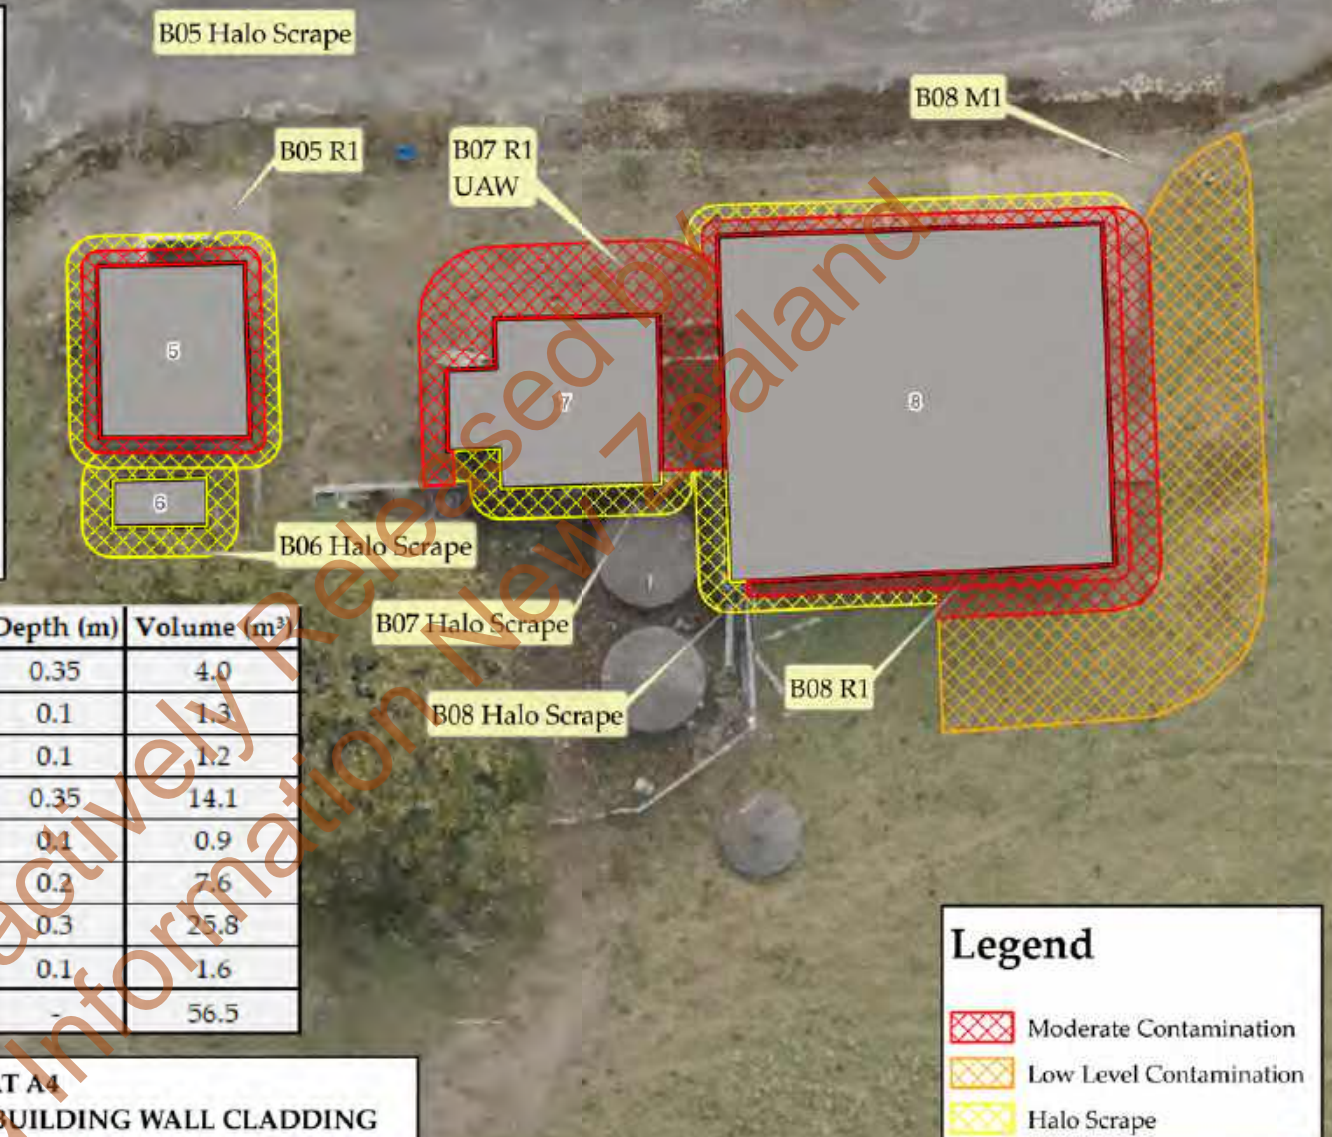 B05 Halo Scrape
B08 M1
B05 R1
B07 R1
UAW
5
7
8
6
B06 Halo Scrape
B07 Halo Scrape
B08 Halo Scrape
B08 R1
Depth (m) Volume (m³)
0.35 4.0
0.1 1.3
0.1 1.2
0.35 14.1
0.1 0.9
0.2 7.6
0.3 25.8
0.1 1.6
- 56.5
Legend
Moderate Contamination
Low Level Contamination
Halo Scrape
AT A4
BUILDING WALL CLADDING
actively Released by
Information New Zealand